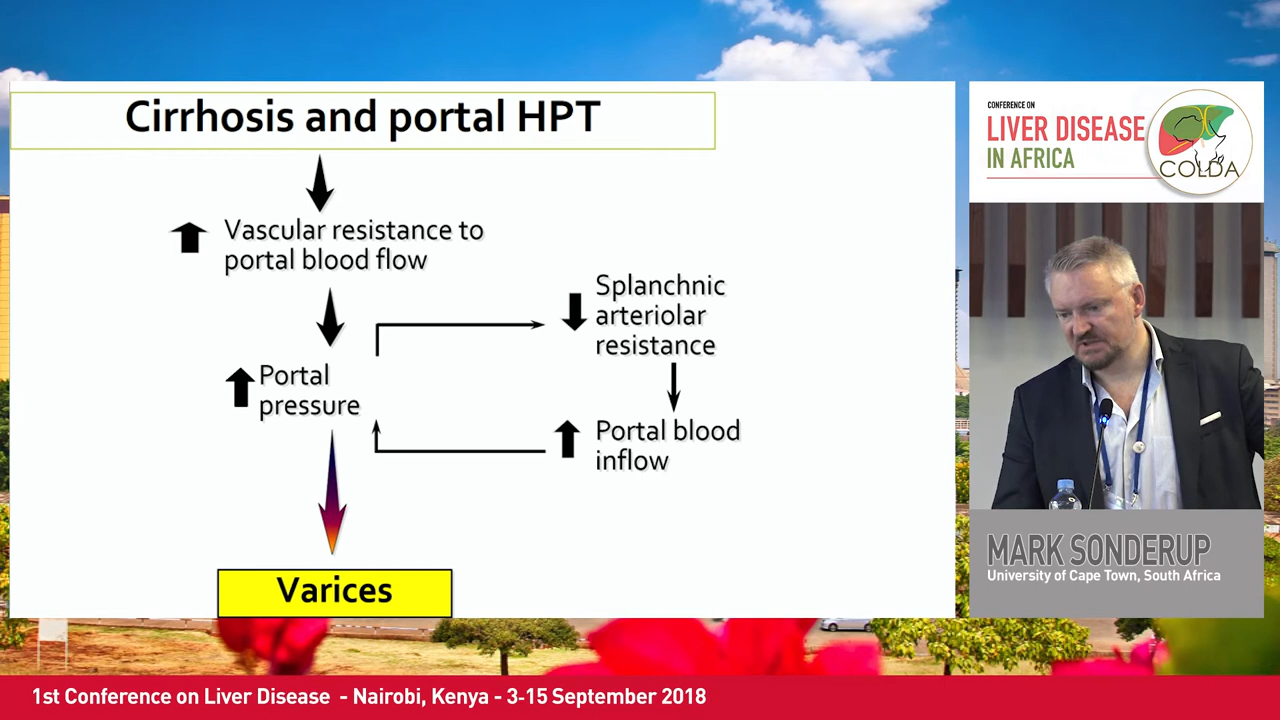 Cirrhosis and portal HPT
Vascular resistance to
portal blood flow
Splanchnic
arteriolar
resistance
Portal
pressure
Portal blood
inflow
Varices
CONFERENCE ON
LIVER DISEASE
IN AFRICA
COLDA
MARK SONDERUP
University of Cape Town, South Africa
1st Conference on Liver Disease - Nairobi, Kenya - 3-15 September 2018